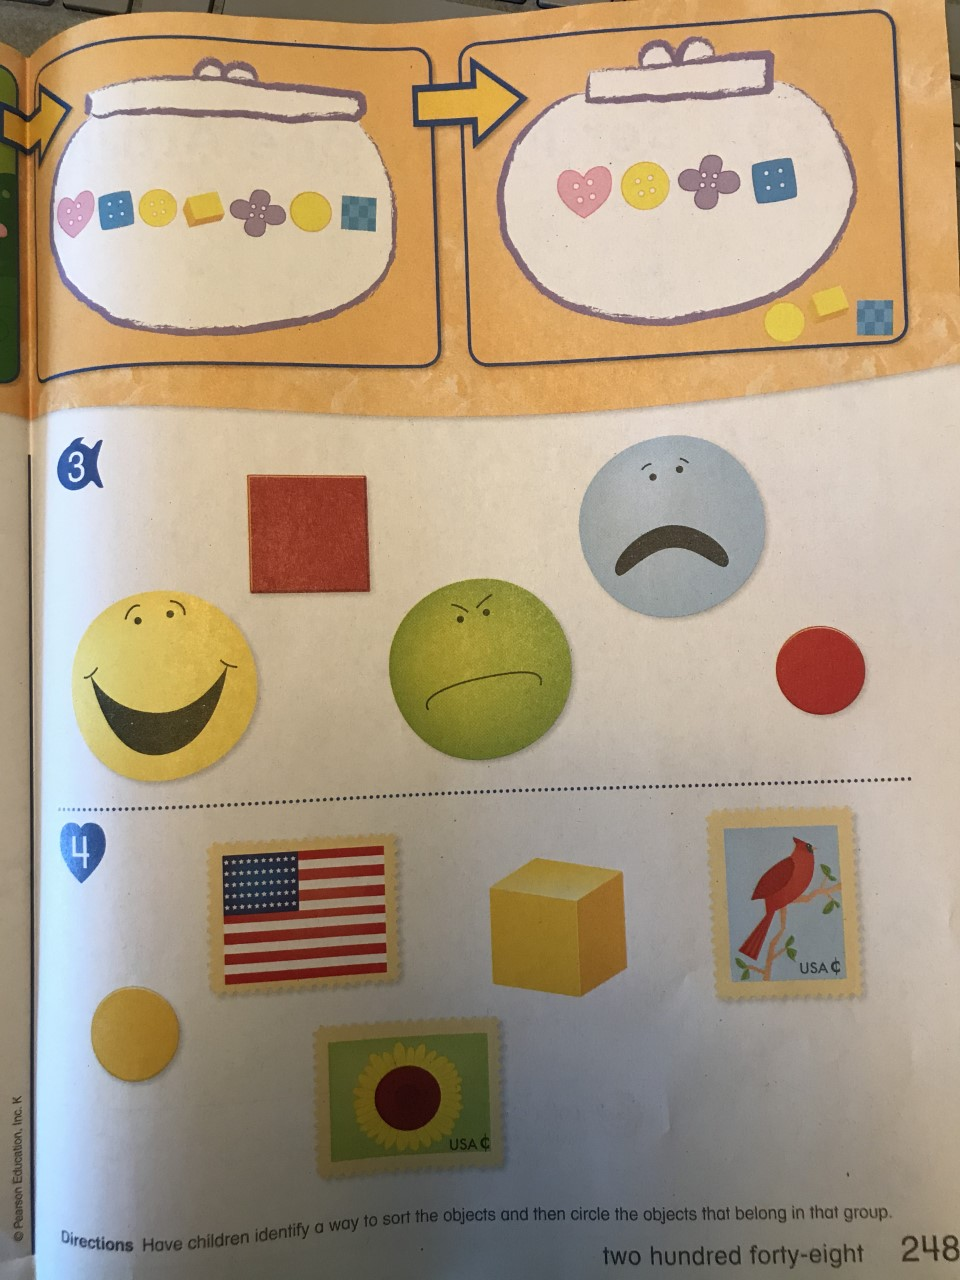 3
4
USA¢
USA¢
Directions Have children identify a way to sort the objects and then circle the objects that belong in that group.
two hundred forty-eight 248
© Pearson Education, Inc. K